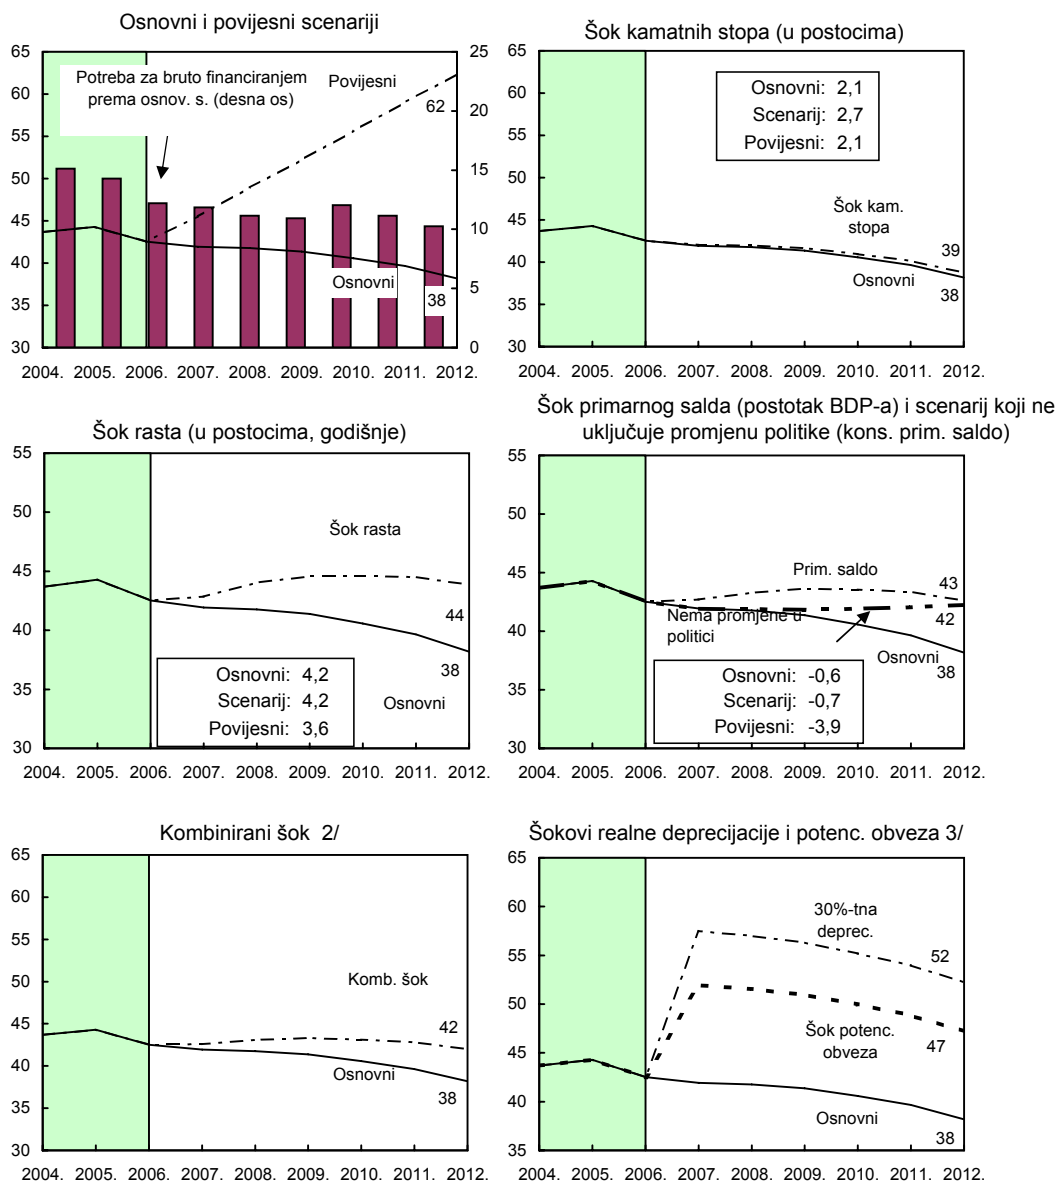 Osnovni i povijesni scenariji
65
60
55
50
45
40
35
30
25
20
15
10
5
0
Potreba za bruto financiranjem
prema osnov. s. (desna os)
Povijesni
62
Osnovni
38
2004. 2005. 2006. 2007. 2008. 2009. 2010. 2011. 2012.
Šok kamatnih stopa (u postocima)
65
60
55
50
45
40
35
30
Osnovni: 2,1
Scenarij: 2,7
Povijesni: 2,1
Šok kam.
stopa
39
Osnovni
38
2004. 2005. 2006. 2007. 2008. 2009. 2010. 2011. 2012.
Šok rasta (u postocima, godišnje)
55
50
45
40
35
30
Šok rasta
44
38
Osnovni
Osnovni: 4,2
Scenarij: 4,2
Povijesni: 3,6
2004. 2005. 2006. 2007. 2008. 2009. 2010. 2011. 2012.
Šok primarnog salda (postotak BDP-a) i scenarij koji ne
uključuje promjenu politike (kons. prim. saldo)
55
50
45
40
35
30
Prim. saldo
43
42
Nema promjene u
politici
Osnovni
38
Osnovni: -0,6
Scenarij: -0,7
Povijesni: -3,9
2004. 2005. 2006. 2007. 2008. 2009. 2010. 2011. 2012.
Kombinirani šok 2/
65
60
55
50
45
40
35
30
Komb. šok
42
Osnovni
38
2004. 2005. 2006. 2007. 2008. 2009. 2010. 2011. 2012.
Šokovi realne deprecijacije i potenc. obveza 3/
65
60
55
50
45
40
35
30%-tna
deprec.
52
Šok potenc.
obveza
47
Osnovni
38
2004. 2005. 2006. 2007. 2008. 2009. 2010. 2011. 2012.